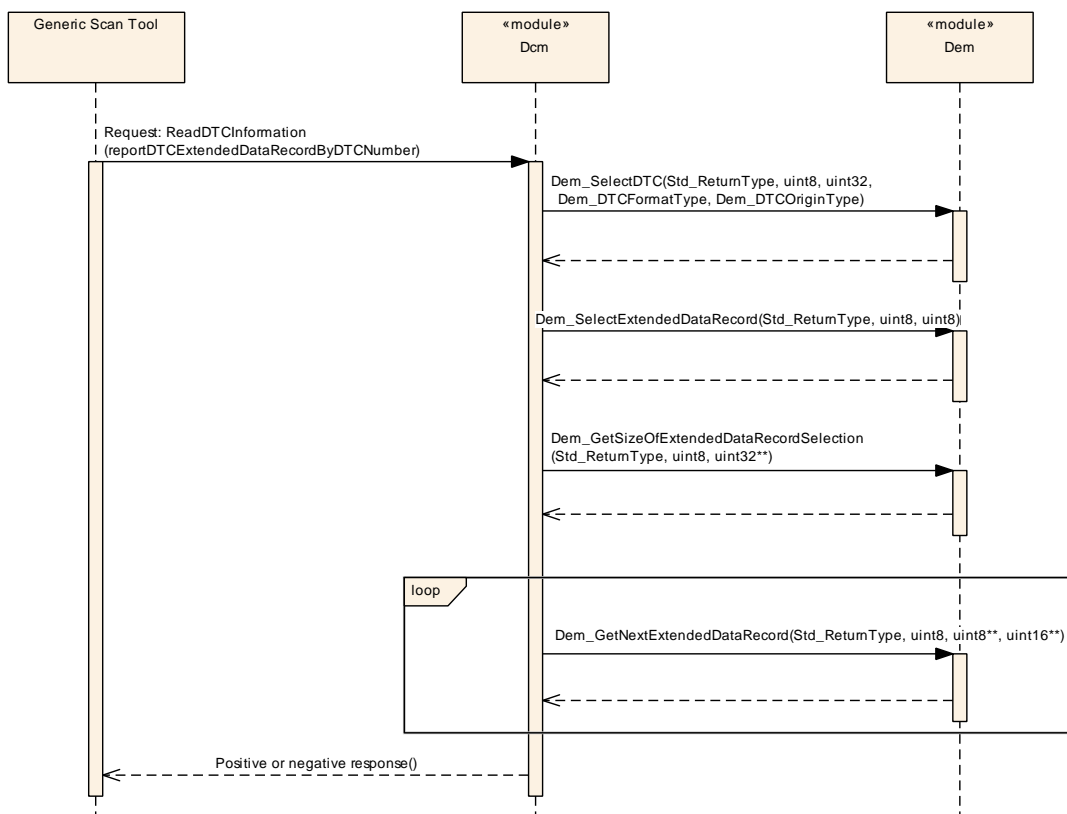 Generic Scan Tool
«module»
Dcm
«module»
Dem
Request: ReadDTCInformation
(reportDTCExtendedDataRecordByDTCNumber)
Dem_SelectDTC(Std_ReturnType, uint8, uint32,
Dem_DTCFormatType, Dem_DTCOriginType)
Dem_SelectExtendedDataRecord(Std_ReturnType, uint8, uint8)
Dem_GetSizeOfExtendedDataRecordSelection
(Std_ReturnType, uint8, uint32**)
loop
Dem_GetNextExtendedDataRecord(Std_ReturnType, uint8, uint8**, uint16**)
Positive or negative response()